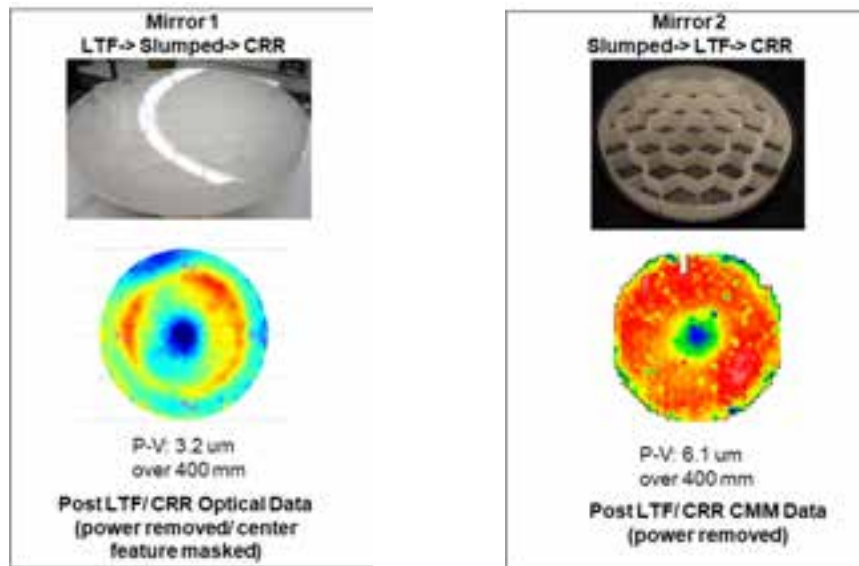 Mirror 1
LTF-> Slumped-> CRR
P-V: 3.2 um
over 400 mm
Post LTF/ CRR Optical Data
(power removed/ center
feature masked)
Mirror 2
Slumped-> LTF-> CRR
P-V: 6.1 um
over 400 mm
Post LTF/ CRR CMM Data
(power removed)